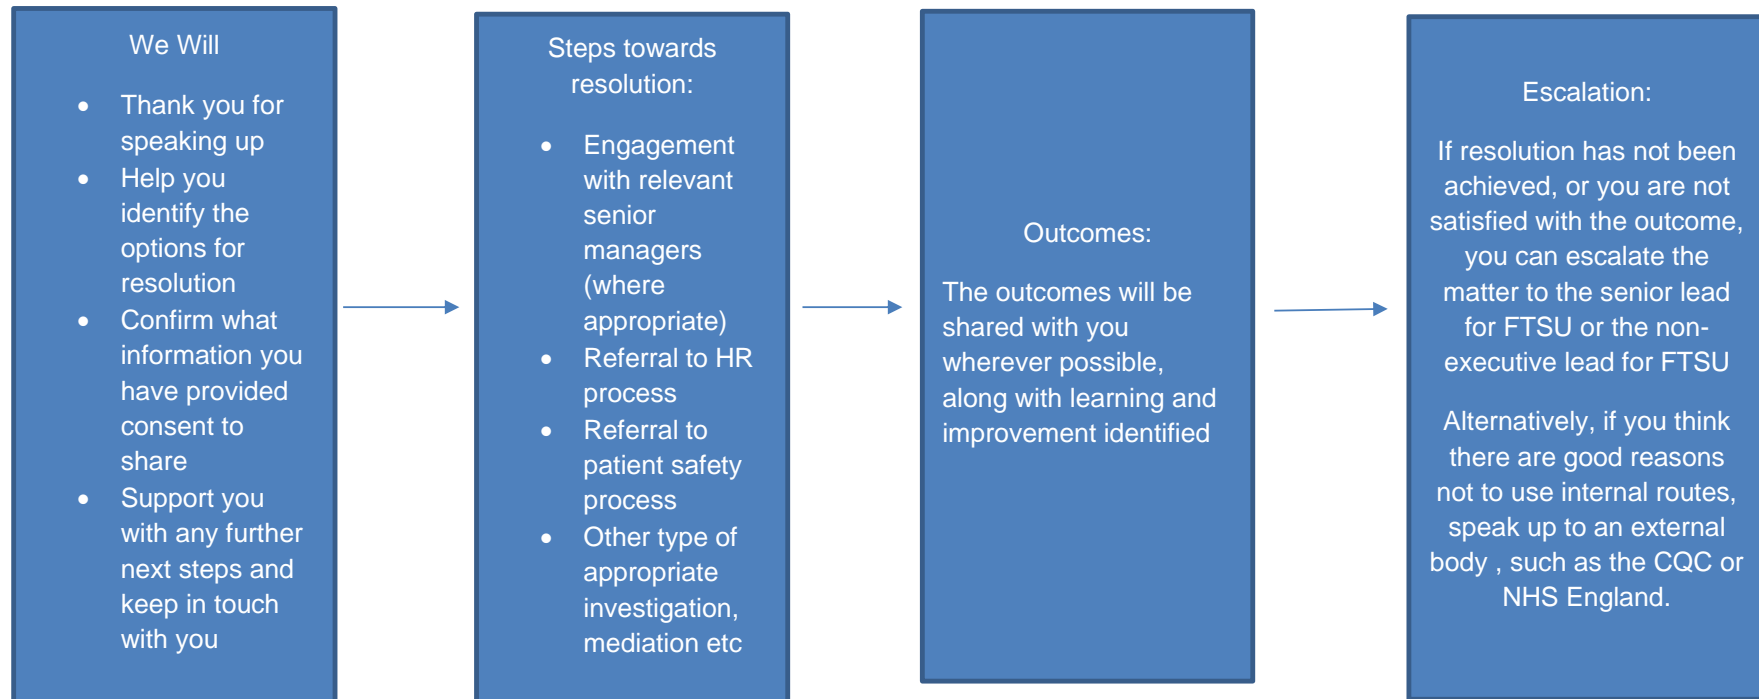 We Will
• Thank you for
speaking up
• Help you
identify the
options for
resolution
• Confirm what
information you
have provided
consent to
share
• Support you
with any further
next steps and
keep in touch
with you
Steps towards
resolution:
• Engagement
with relevant
senior
managers
(where
appropriate)
• Referral to HR
process
• Referral to
patient safety
process
• Other type of
appropriate
investigation,
mediation etc
Outcomes:
The outcomes will be
shared with you
wherever possible,
along with learning and
improvement identified
Escalation:
If resolution has not been
achieved, or you are not
satisfied with the outcome,
you can escalate the
matter to the senior lead
for FTSU or the non-
executive lead for FTSU
Alternatively, if you think
there are good reasons
not to use internal routes,
speak up to an external
body , such as the CQC or
NHS England.